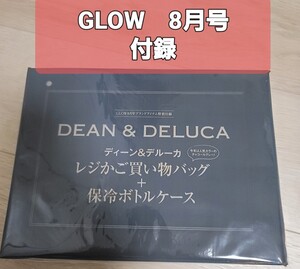 GLOW 8月号
付録
DEAN & DELUCA
ディーン&デルーカ
レジかご買い物バッグ
+
保冷ボトルケース